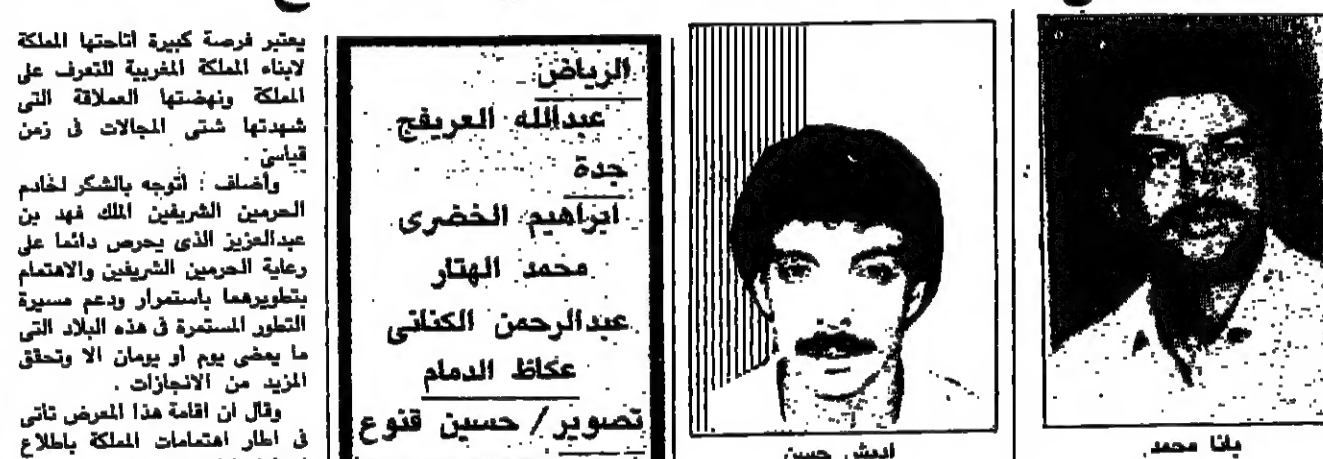 بانا محمد
اديش حسن
الرياض
عبدالله العريفج
جدة
ابراهيم الخضرى
محمد الهتار
عبدالرحمن الكنانى
عكاظ الدمام
تصوير / حسين قنوع
يعتبر فرصة كبيرة اتاحتها المملكة
لابناء المملكة المغربية للتعرف على
المملكة ونهضتها العملاقة التى
شهدتها شتى المجالات فى زمن
قياسى .
وأضاف : أتوجه بالشكر لخادم
الحرمين الشريفين الملك فهد بن
عبدالعزيز الذى يحرص دائما على
رعاية الحرمين الشريفين والاهتمام
بتطويرهما باستمرار ودعم مسيرة
التطور المستمرة فى هذه البلاد التى
ما يمضى يوم أو يومان الا وتحقق
المزيد من الانجازات .
وقال ان اقامة هذا المعرض تاتى
فى اطار اهتمامات المملكة باطلاع